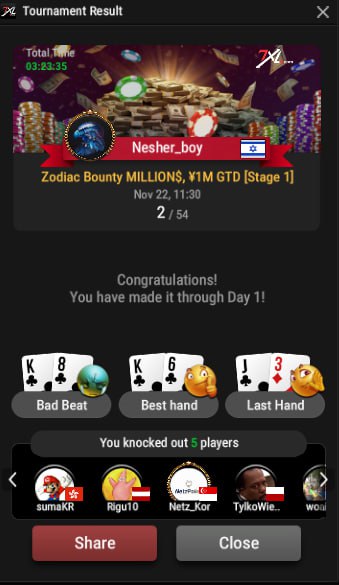 7XL Tournament Result
Total Time
03:23:35
7XL
Nesher_boy
Zodiac Bounty MILLION$, ¥1M GTD [Stage 1]
Nov 22, 11:30
2 / 54
Congratulations!
You have made it through Day 1!
K 8 K 6 J 3
Bad Beat Best hand Last Hand
You knocked out 5 players
sumaKR Rigu10 Netz_Kor TylkoWie..
Share Close